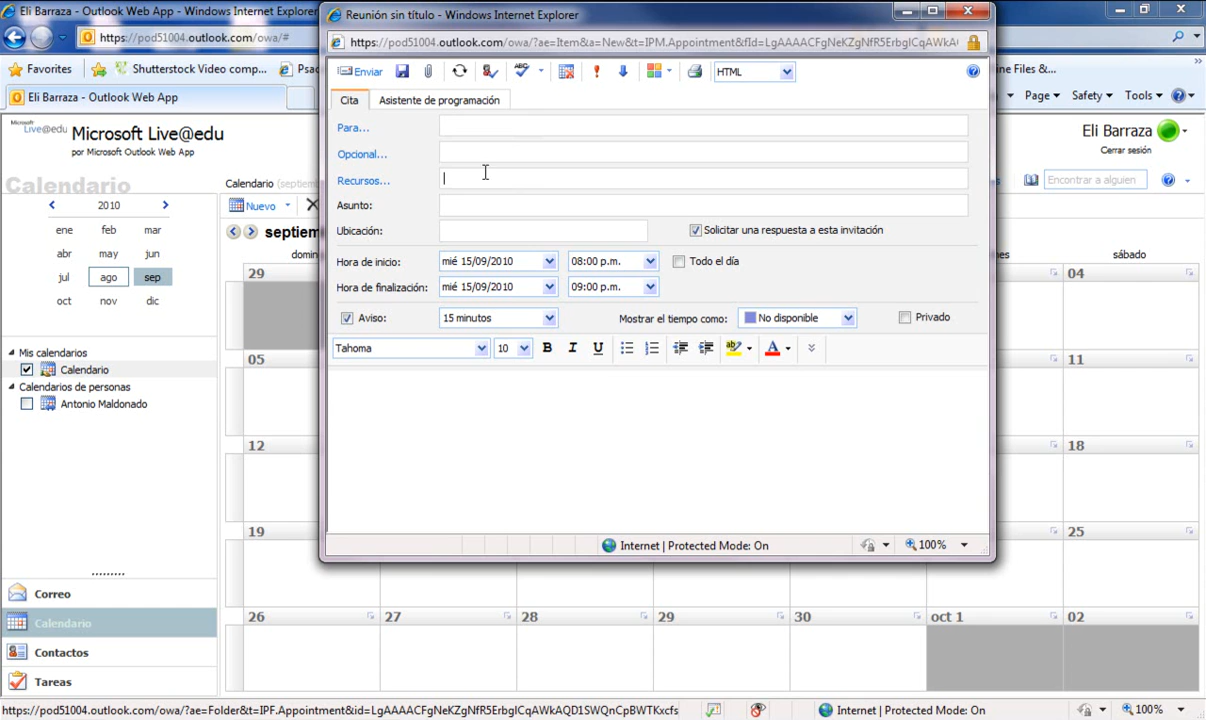 Eli Barraza - Outlook Web App - Windows Internet Explorer
https://pod51004.outlook.com/owa/#
Favorites
Shutterstock Video comp...
Eli Barraza - Outlook Web App
Page
Safety
Tools
Microsoft Live@edu
Microsoft Live@edu
por Microsoft Outlook Web App
Eli Barraza
Cerrar sesión
Calendario
Calendario
Encontrar a alguien
2010
ene feb mar
abr may jun
jul ago sep
oct nov dic
Nuevo
septiem
domin
sábado
Mis calendarios
Calendario
Calendarios de personas
Antonio Maldonado
29
04
05
11
12
18
19
25
26 27 28 29 30 oct 1 02
Correo
Calendario
Contactos
Tareas
Reunión sin título - Windows Internet Explorer
https://pod51004.outlook.com/owa/?ae=Item&a=New&t=IPM.Appointment&fId=LgAAAACFgNeKZgNfR5ErbgICqAWkA
Enviar
HTML
Cita
Asistente de programación
Para...
Opcional...
Recursos...
Asunto:
Ubicación:
Solicitar una respuesta a esta invitación
Hora de inicio: mié 15/09/2010 08:00 p.m. Todo el día
Hora de finalización: mié 15/09/2010 09:00 p.m.
Aviso: 15 minutos Mostrar el tiempo como: No disponible Privado
Tahoma 10 B I U ab A
Internet | Protected Mode: On
100%
https://pod51004.outlook.com/owa/?ae=Folder&t=IPF.Appointment&id=LgAAAACFgNeKZgNfR5ErbgICqAWkAQD1SWQnCpBWTKxcfs
Internet | Protected Mode: On
100%